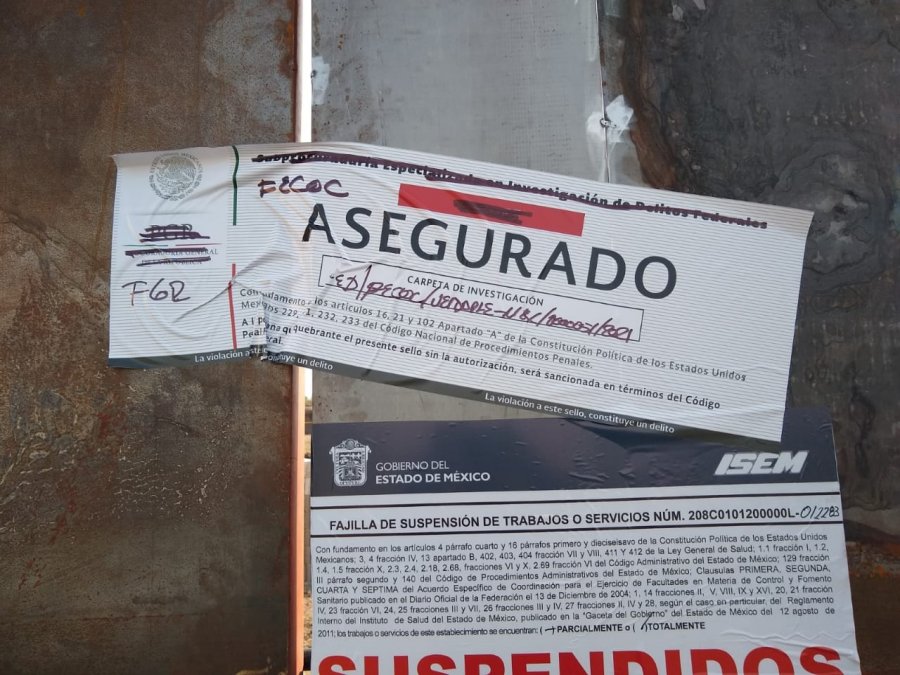 Subprocuraduría Especializada en Investigación de Delitos Federales
FECOC
ASEGURADO
PGR
PROCURADURÍA GENERAL
DE LA REPÚBLICA
FGR
CARPETA DE INVESTIGACIÓN
los artículos 16, 21 y 102 Apartado "A" de la Constitución Política de los Estados Unidos
232, 233 del Código Nacional de Procedimientos Penales.
quebrante el presente sello sin la autorización, será sancionada en términos del Código
La violación a este
constituye un delito
La violación a este sello, constituye un delito
GOBIERNO DEL
ESTADO DE MÉXICO
ISEM
FAJILLA DE SUSPENSIÓN DE TRABAJOS O SERVICIOS NÚM. 208C0101200000L-012283
Con fundamento en los artículos 4 párrafo cuarto y 16 párrafos primero y dieciseisavo de la Constitución Política de los Estados Unidos
Mexicanos; 3, 4 fracción IV, 13 apartado B, 402, 403, 404 fracción VII y VIII, 411 Y 412 de la Ley General de Salud; 1.1 fracción I, 1.2,
1.4, 1.5 fracción X, 2.3, 2.4, 2.18, 2.68, fracciones VI y X, 2.69 fracción VI del Código Administrativo del Estado de México; 129 fracción
III párrafo segundo y 140 del Código de Procedimientos Administrativos del Estado de México; Clausulas PRIMERA, SEGUNDA,
CUARTA Y SEPTIMA del Acuerdo Específico de Coordinación para el Ejercicio de Facultades en Materia de Control y Fomento
Sanitario publicado en el Diario Oficial de la Federación el 13 de Diciembre de 2004; 1, 14 fracciones II, V, VIII, IX y XVI, 20, 21 fracción
IV, 23 fracción VI, 24, 25 fracciones III y VII, 26 fracciones III y IV, 27 fracciones II, IV y 28, según el caso en particular, del Reglamento
Interno del Instituto de Salud del Estado de México, publicado en la "Gaceta del Gobierno" del Estado de México del 12 de agosto de
2011; los trabajos o servicios de este establecimiento se encuentran: ( ) PARCIALMENTE o ( ) TOTALMENTE
SUSPENDIDOS